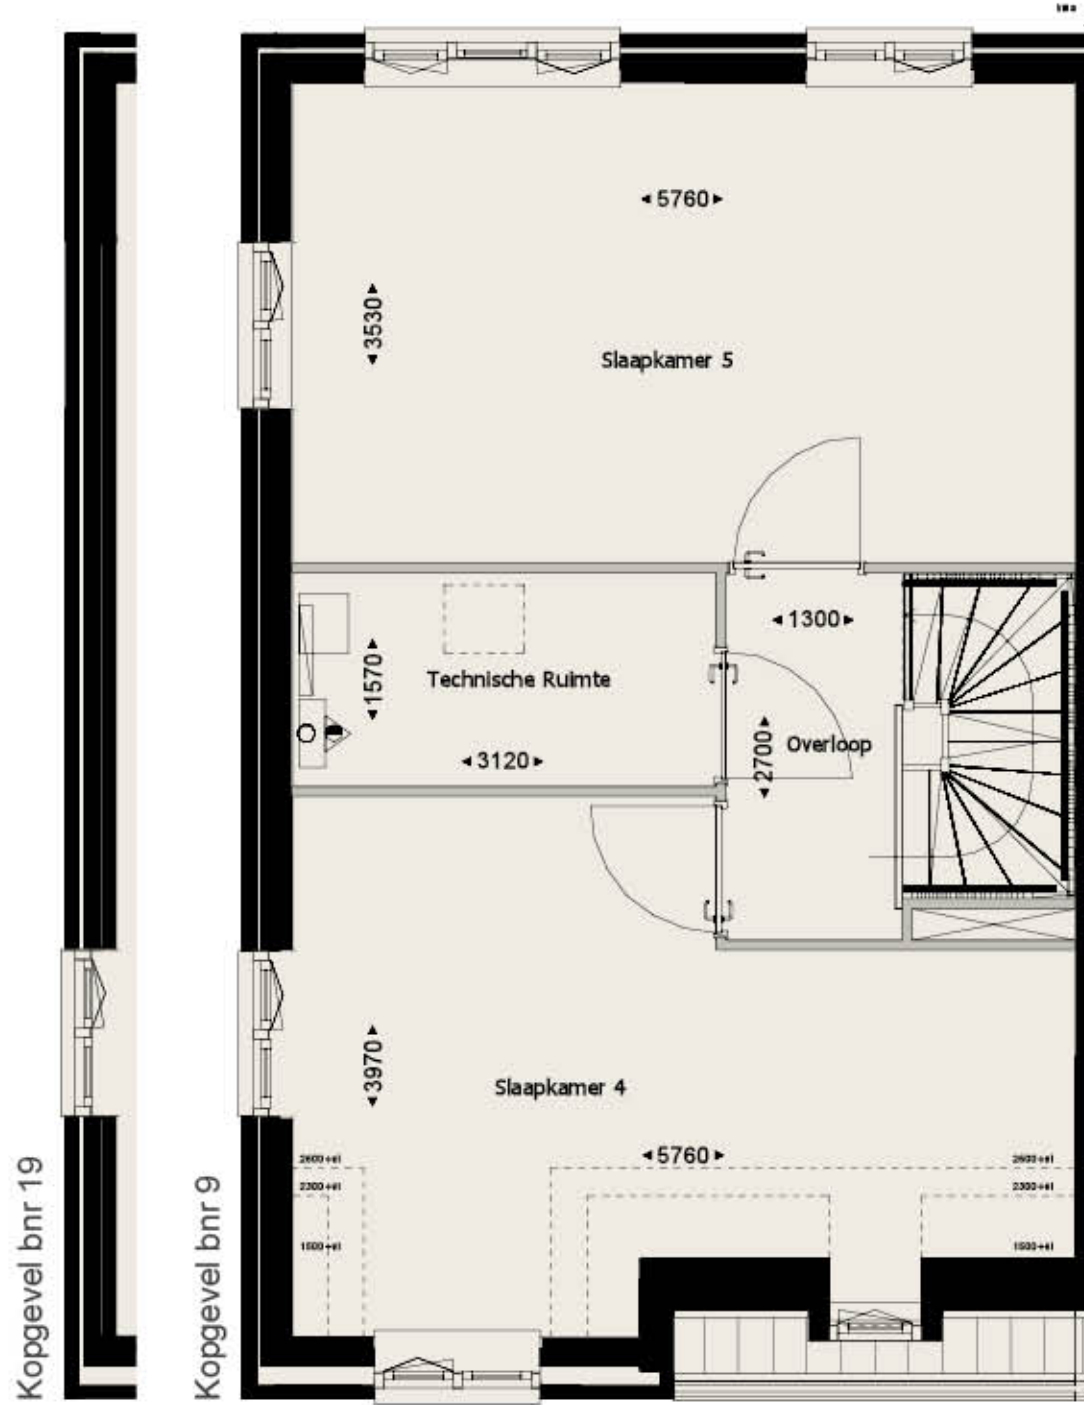 5760
3530
Slaapkamer 5
1300
1570
Technische Ruimte
2700
Overloop
3120
3970
Slaapkamer 4
5760
2600+vl
2600+vl
2300+vl
2300+vl
1500+vl
1500+vl
Kopgevel bnr 19
Kopgevel bnr 9